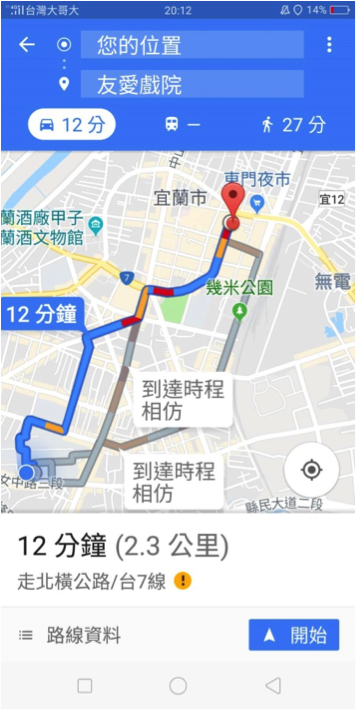 台灣大哥大
20:12
14%
您的位置
友愛戲院
12 分
—
27 分
中山
東門夜市
宜蘭市
宜12
蘭酒廠甲子
蘭酒文物館
7
無電
幾米公園
12 分鐘
到達時程
相仿
到達時程
相仿
女中路三段
縣民大道二段
12 分鐘 (2.3 公里)
走北橫公路/台7線
路線資料
開始